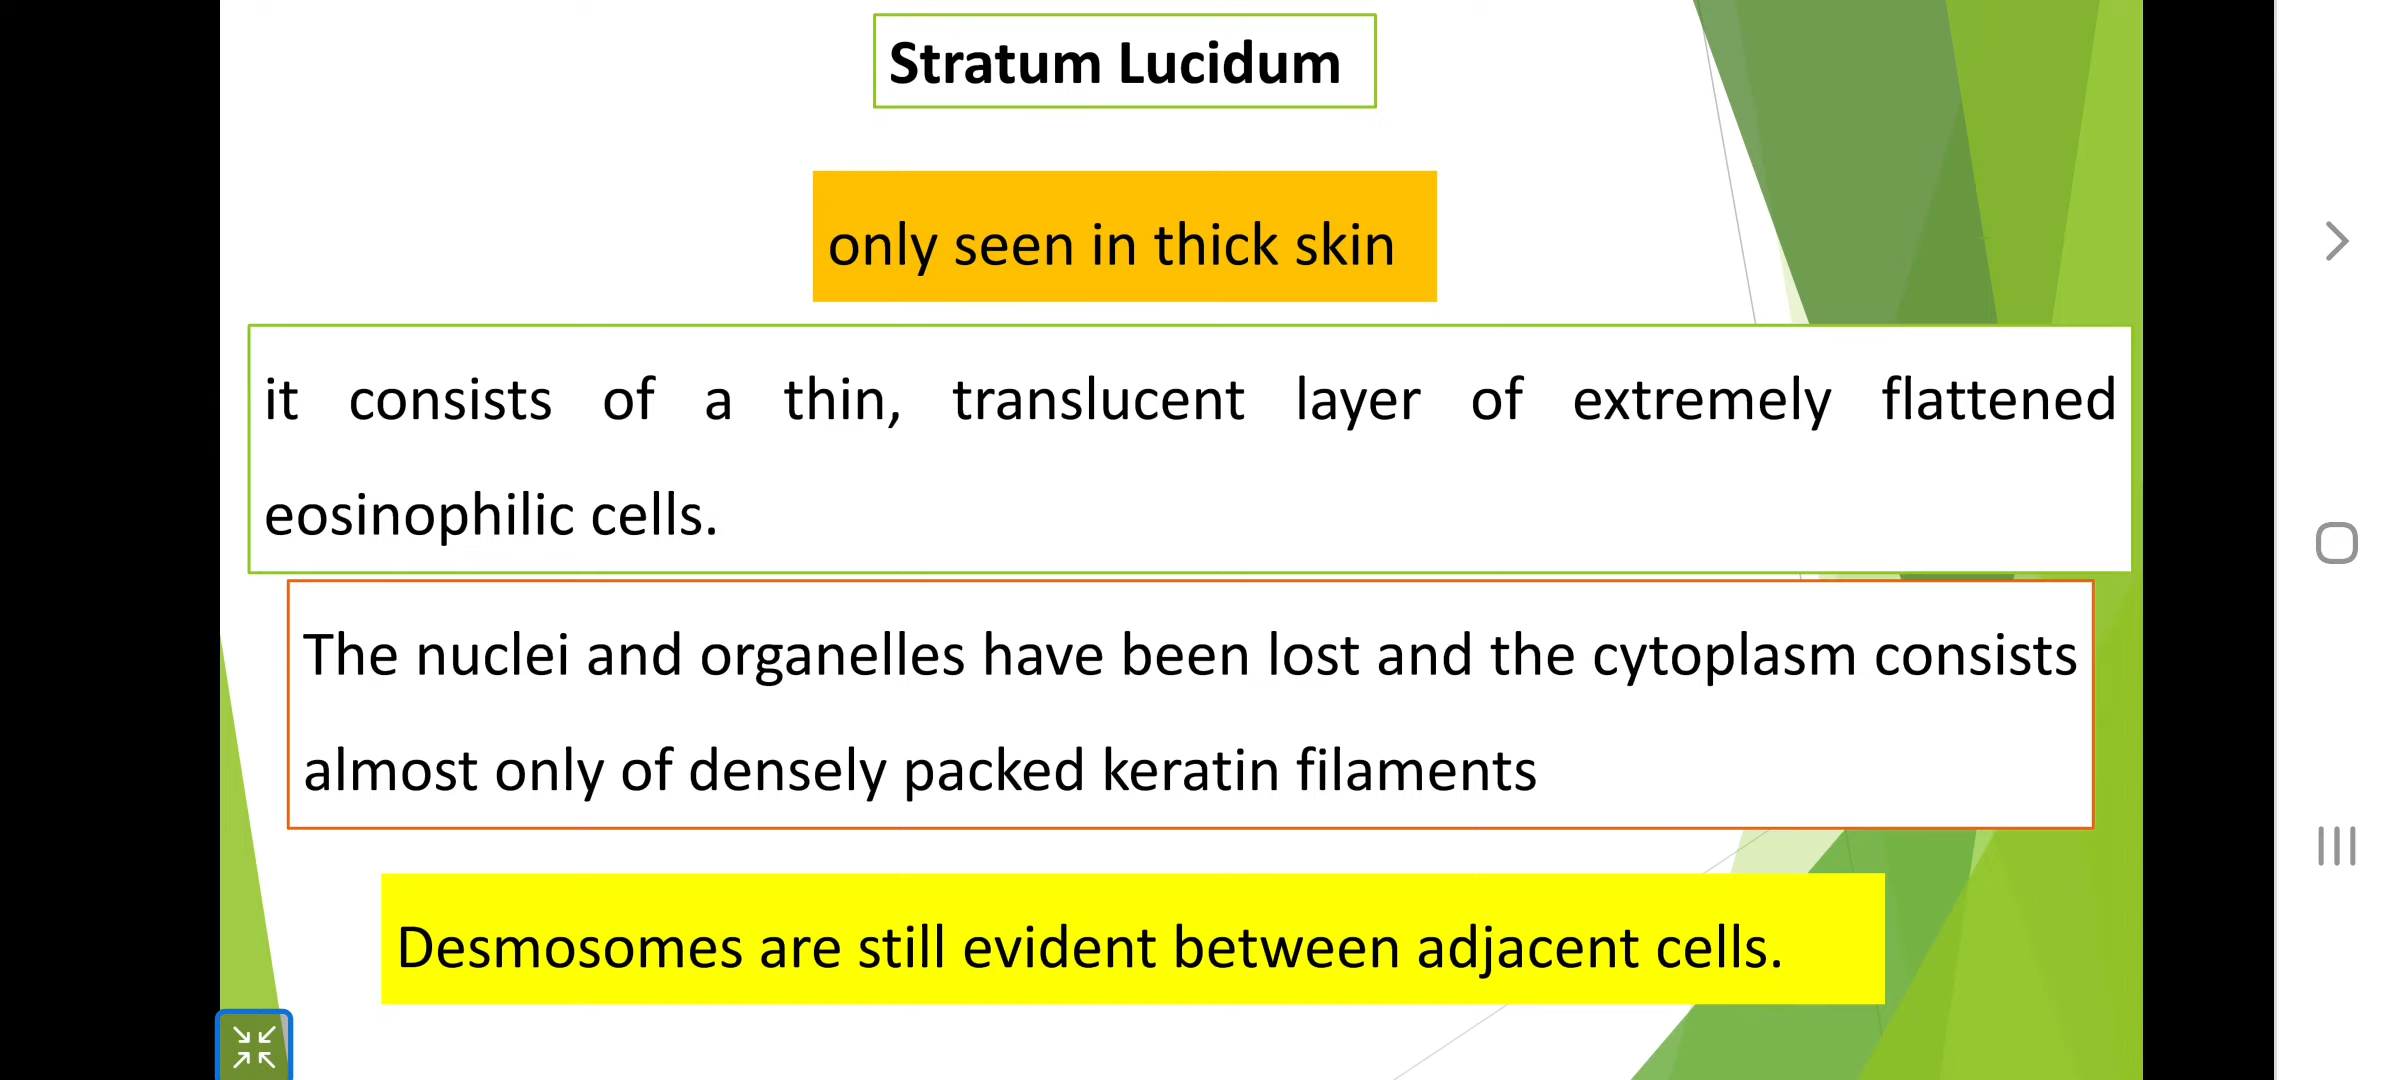 Stratum Lucidum
only seen in thick skin
it consists of a thin, translucent layer of extremely flattened
eosinophilic cells.
The nuclei and organelles have been lost and the cytoplasm consists
almost only of densely packed keratin filaments
Desmosomes are still evident between adjacent cells.